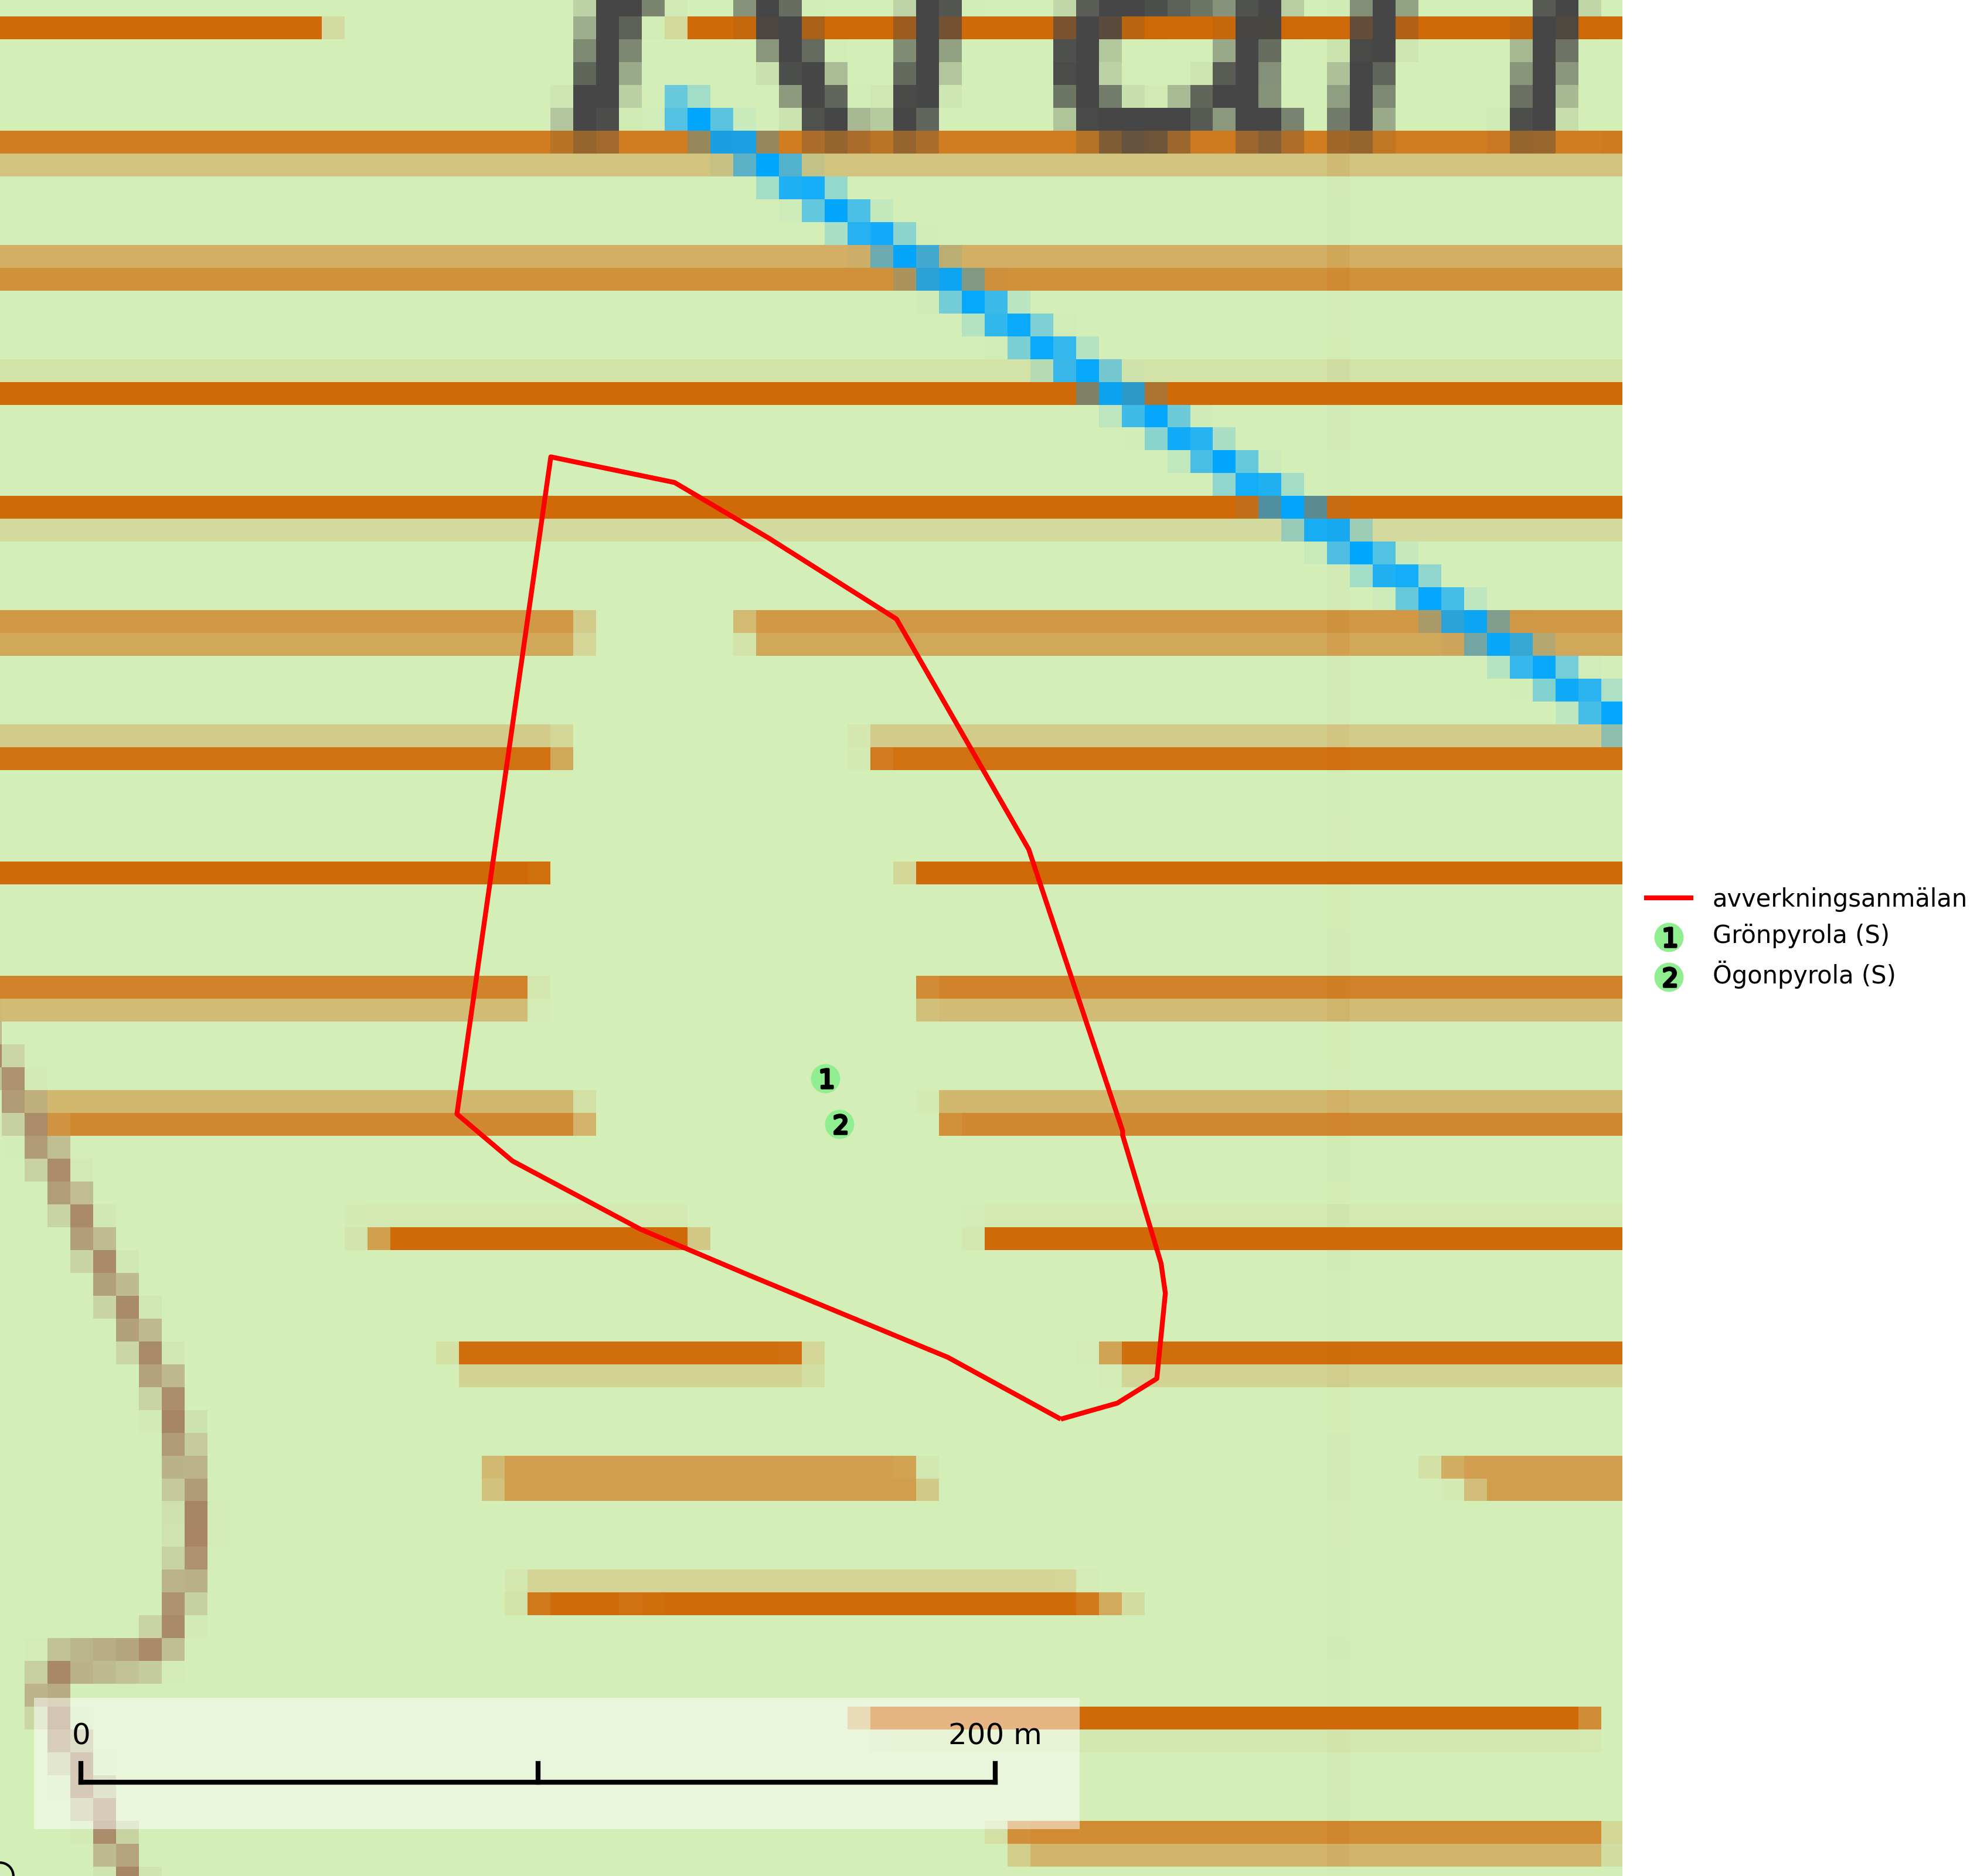 avverkningsanmälan
1 Grönpyrola (S)
2 Ögonpyrola (S)
1
2
0 200 m